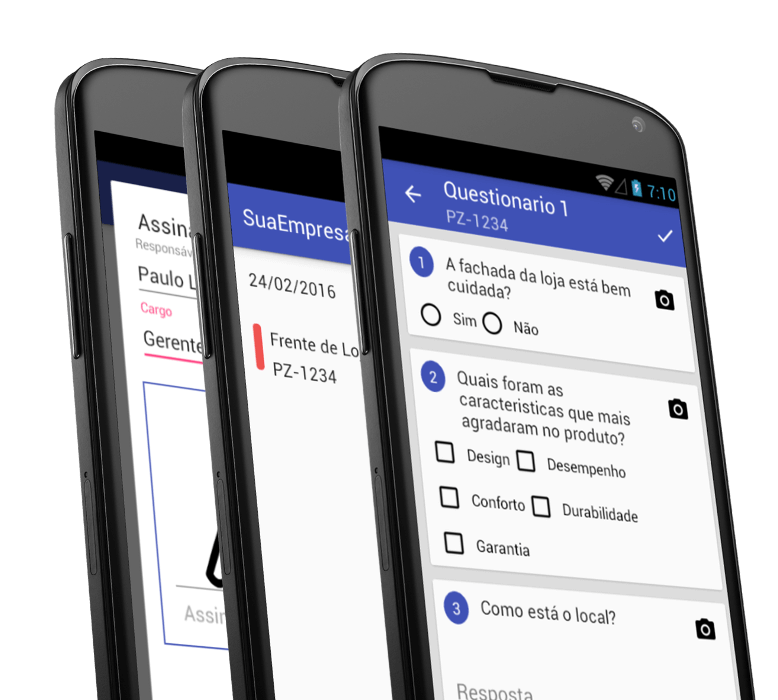 Assin
Responsáv
Paulo L
Cargo
Gerente
Assin
SuaEmpresa
24/02/2016
Frente de Lo
PZ-1234
7:10
Questionario 1
PZ-1234
1
A fachada da loja está bem
cuidada?
Sim Não
2
Quais foram as
caracteristicas que mais
agradaram no produto?
Design Desempenho
Conforto Durabilidade
Garantia
3
Como está o local?
Resposta